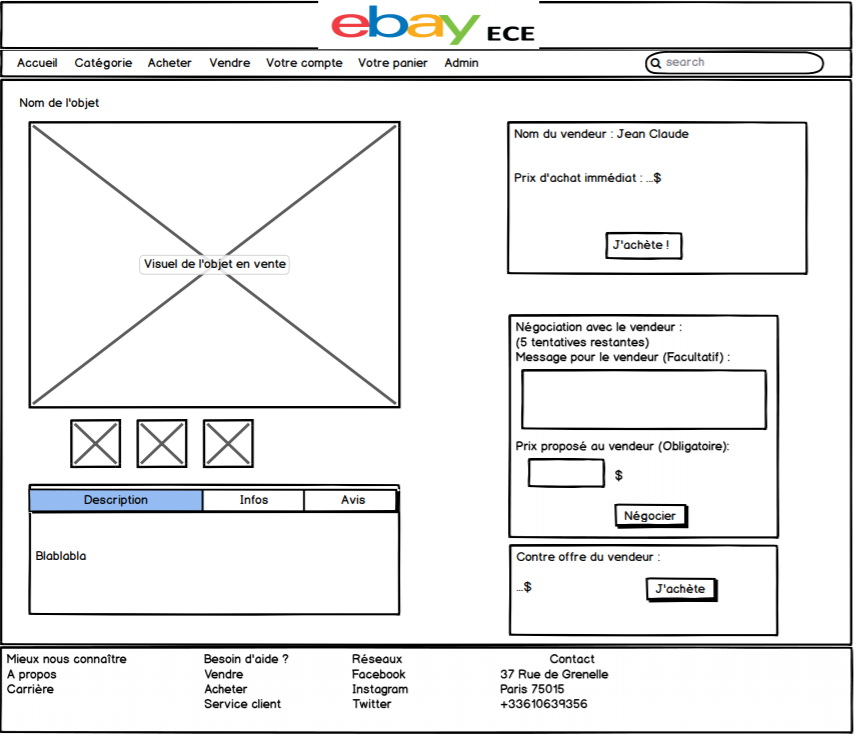 ebay ECE
Accueil Catégorie Acheter Vendre Votre compte Votre panier Admin search
Nom de l'objet
Visuel de l'objet en vente
Description Infos Avis
Blablabla
Nom du vendeur : Jean Claude
Prix d'achat immédiat : ...$
J'achète !
Négociation avec le vendeur :
(5 tentatives restantes)
Message pour le vendeur (Facultatif) :
Prix proposé au vendeur (Obligatoire):
$
Négocier
Contre offre du vendeur :
...$ J'achète
Mieux nous connaître
A propos
Carrière
Besoin d'aide ?
Vendre
Acheter
Service client
Réseaux
Facebook
Instagram
Twitter
Contact
37 Rue de Grenelle
Paris 75015
+33610639356